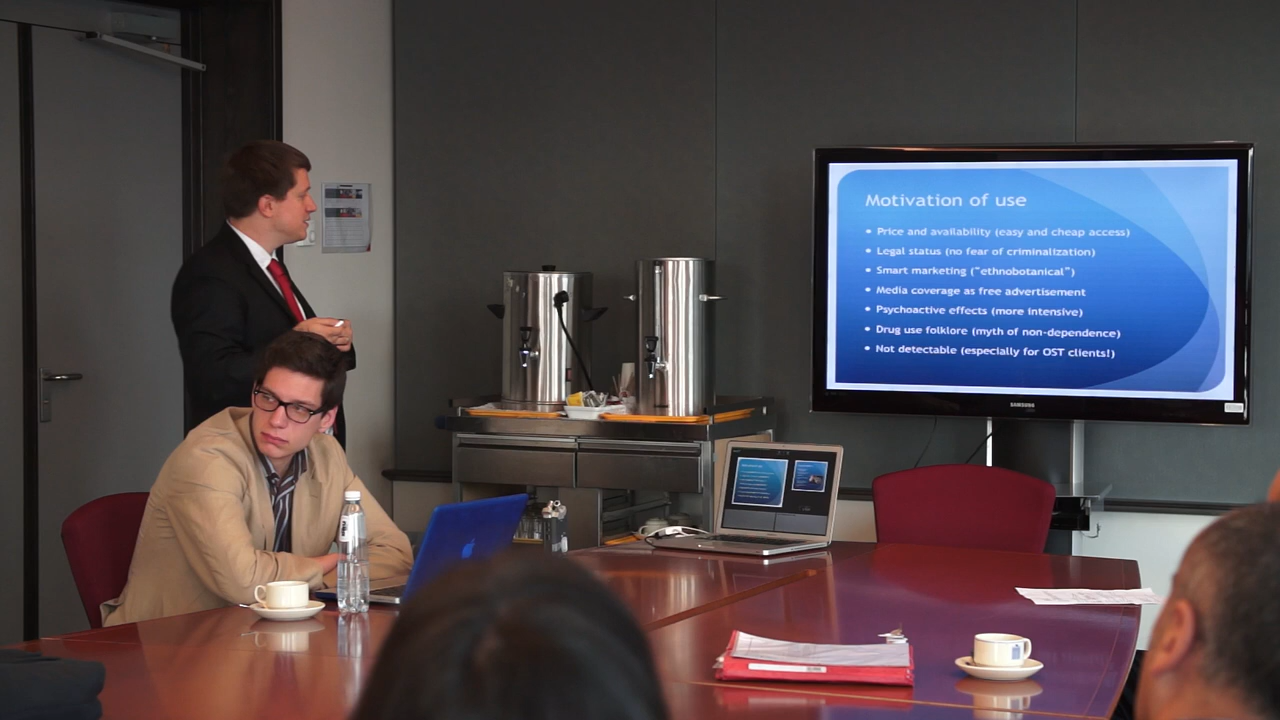 Motivation of use
• Price and availability (easy and cheap access)
• Legal status (no fear of criminalization)
• Smart marketing ("ethnobotanical")
• Media coverage as free advertisement
• Psychoactive effects (more intensive)
• Drug use folklore (myth of non-dependence)
• Not detectable (especially for OST clients!)
SAMSUNG